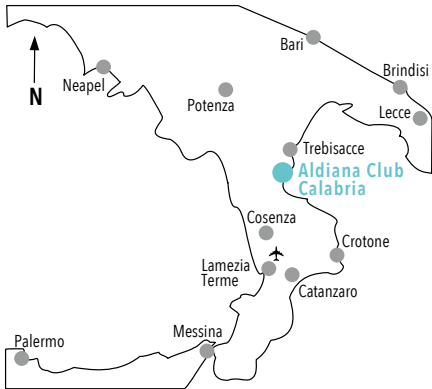 Bari
Brindisi
Neapel
N
Potenza
Lecce
Trebisacce
Aldiana Club
Calabria
Cosenza
Crotone
Lamezia
Terme
Catanzaro
Messina
Palermo